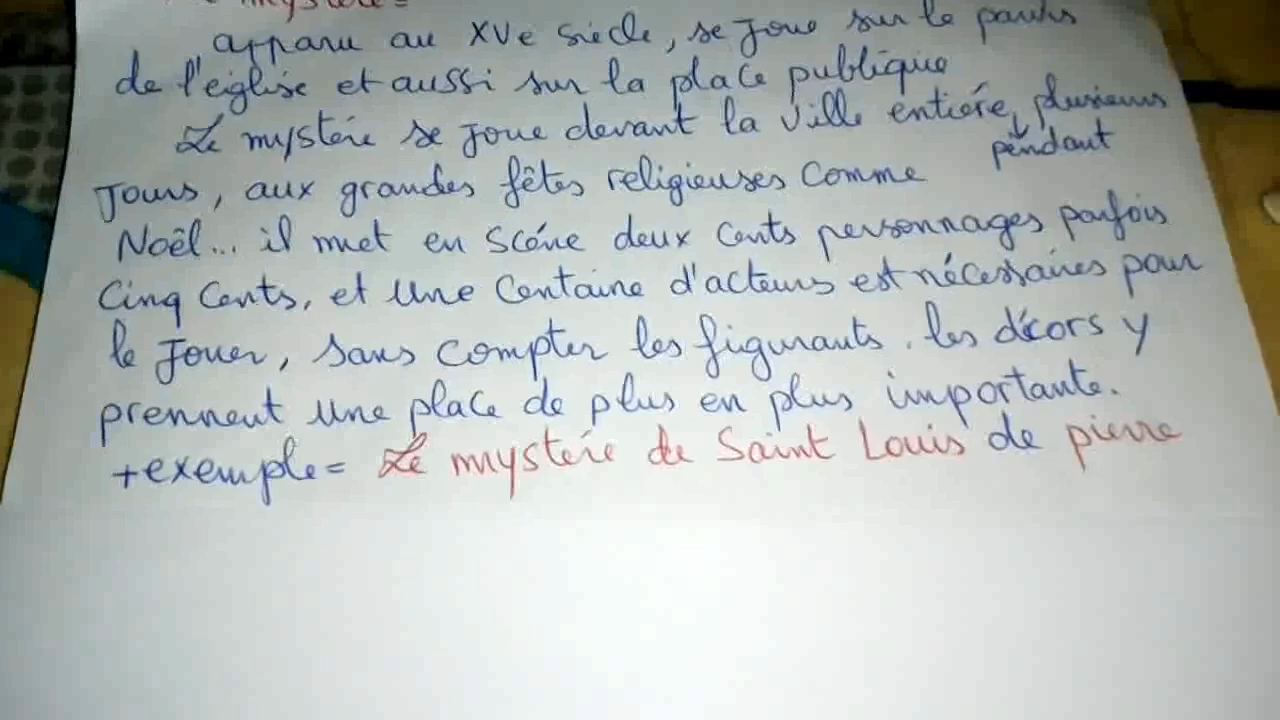 mystère=
apparu au XVe siècle, se joue sur le parvis
de l'église et aussi sur la place publique
Le mystère se joue devant la ville entière, plusieurs
pendant
Jours, aux grandes fêtes religieuses comme
Noël... il met en scène deux cents personnages parfois
cinq cents, et une centaine d'acteurs est nécessaires pour
le jouer, sans compter les figurants. les décors y
prennent une place de plus en plus importante.
+exemple= Le mystère de Saint Louis de pierre